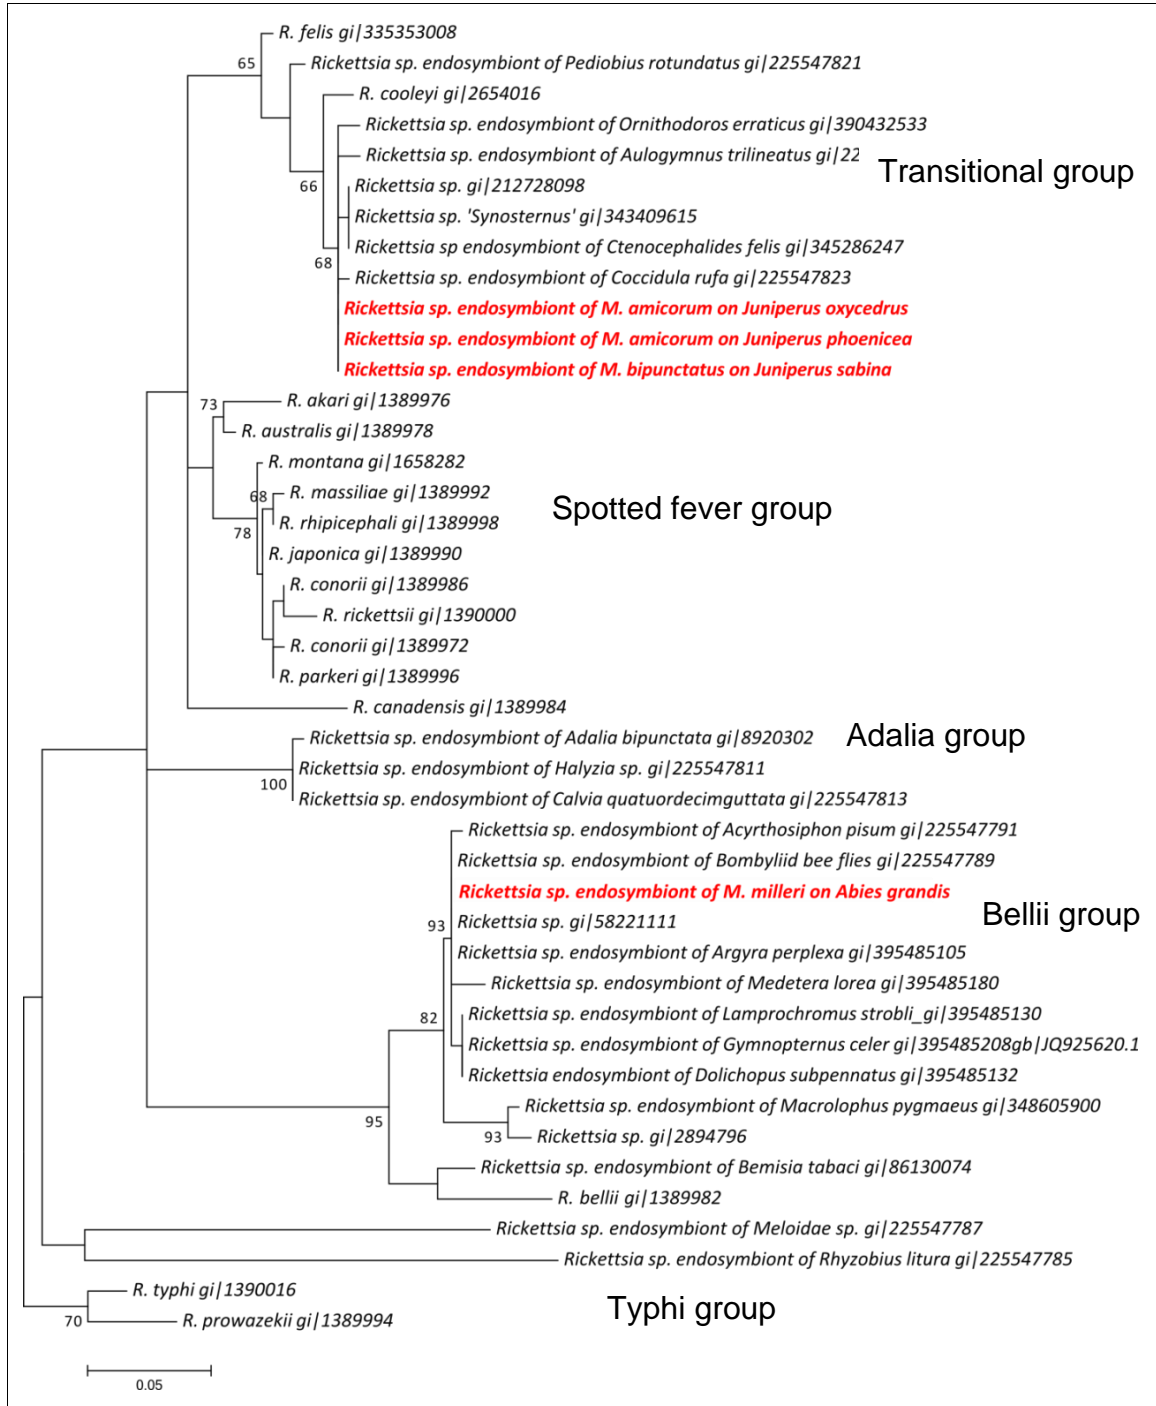 R. felis gi|335353008
65
Rickettsia sp. endosymbiont of Pediobius rotundatus gi|225547821
R. cooleyi gi|2654016
Rickettsia sp. endosymbiont of Ornithodoros erraticus gi|390432533
Rickettsia sp. endosymbiont of Aulogymnus trilineatus gi|22
Transitional group
66
Rickettsia sp. gi|212728098
Rickettsia sp. 'Synosternus' gi|343409615
Rickettsia sp endosymbiont of Ctenocephalides felis gi|345286247
68
Rickettsia sp. endosymbiont of Coccidula rufa gi|225547823
Rickettsia sp. endosymbiont of M. amicorum on Juniperus oxycedrus
Rickettsia sp. endosymbiont of M. amicorum on Juniperus phoenicea
Rickettsia sp. endosymbiont of M. bipunctatus on Juniperus sabina
73
R. akari gi|1389976
R. australis gi|1389978
R. montana gi|1658282
68
R. massiliae gi|1389992
Spotted fever group
R. rhipicephali gi|1389998
78
R. japonica gi|1389990
R. conorii gi|1389986
R. rickettsii gi|1390000
R. conorii gi|1389972
R. parkeri gi|1389996
R. canadensis gi|1389984
Rickettsia sp. endosymbiont of Adalia bipunctata gi|8920302
Adalia group
Rickettsia sp. endosymbiont of Halyzia sp. gi|225547811
100
Rickettsia sp. endosymbiont of Calvia quatuordecimguttata gi|225547813
Rickettsia sp. endosymbiont of Acyrthosiphon pisum gi|225547791
Rickettsia sp. endosymbiont of Bombyliid bee flies gi|225547789
Rickettsia sp. endosymbiont of M. milleri on Abies grandis
Bellii group
93
Rickettsia sp. gi|58221111
Rickettsia sp. endosymbiont of Argyra perplexa gi|395485105
Rickettsia sp. endosymbiont of Medetera lorea gi|395485180
82
Rickettsia sp. endosymbiont of Lamprochromus strobli_gi|395485130
Rickettsia sp. endosymbiont of Gymnopternus celer gi|395485208gb|JQ925620.1
Rickettsia endosymbiont of Dolichopus subpennatus gi|395485132
95
Rickettsia sp. endosymbiont of Macrolophus pygmaeus gi|348605900
93
Rickettsia sp. gi|2894796
Rickettsia sp. endosymbiont of Bemisia tabaci gi|86130074
R. bellii gi|1389982
Rickettsia sp. endosymbiont of Meloidae sp. gi|225547787
Rickettsia sp. endosymbiont of Rhyzobius litura gi|225547785
R. typhi gi|1390016
Typhi group
70
R. prowazekii gi|1389994
0.05